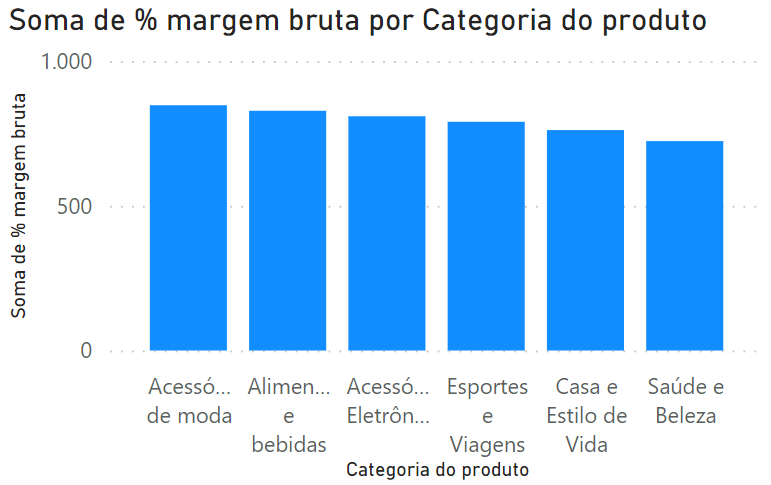 Soma de % margem bruta por Categoria do produto
Soma de % margem bruta
1.000
500
0
Acessó...
de moda
Alimen...
e
bebidas
Acessó...
Eletrôn...
Esportes
e
Viagens
Casa e
Estilo de
Vida
Saúde e
Beleza
Categoria do produto